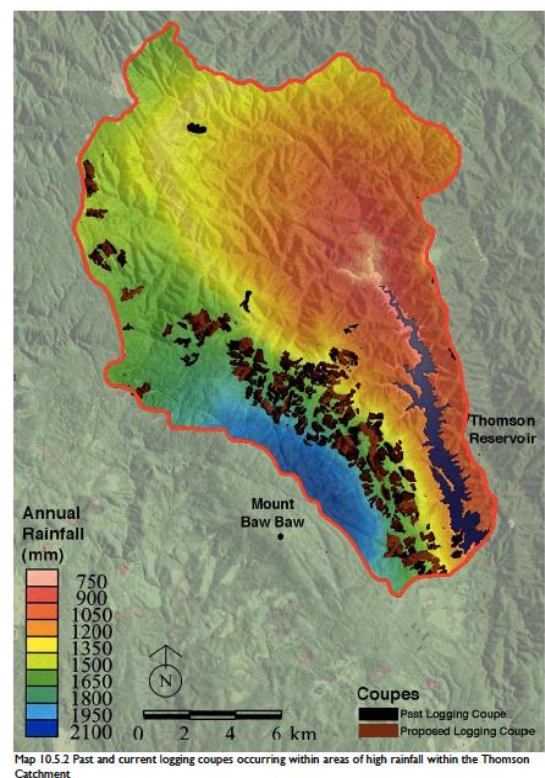 Thomson
Reservoir
Mount
Baw Baw
Annual
Rainfall
(mm)
750
900
1050
1200
1350
1500
1650
1800
1950
2100
N
0 2 4 6 km
Coupes
Past Logging Coupe
Proposed Logging Coupe
Map 10.5.2 Past and current logging coupes occurring within areas of high rainfall within the Thomson
Catchment